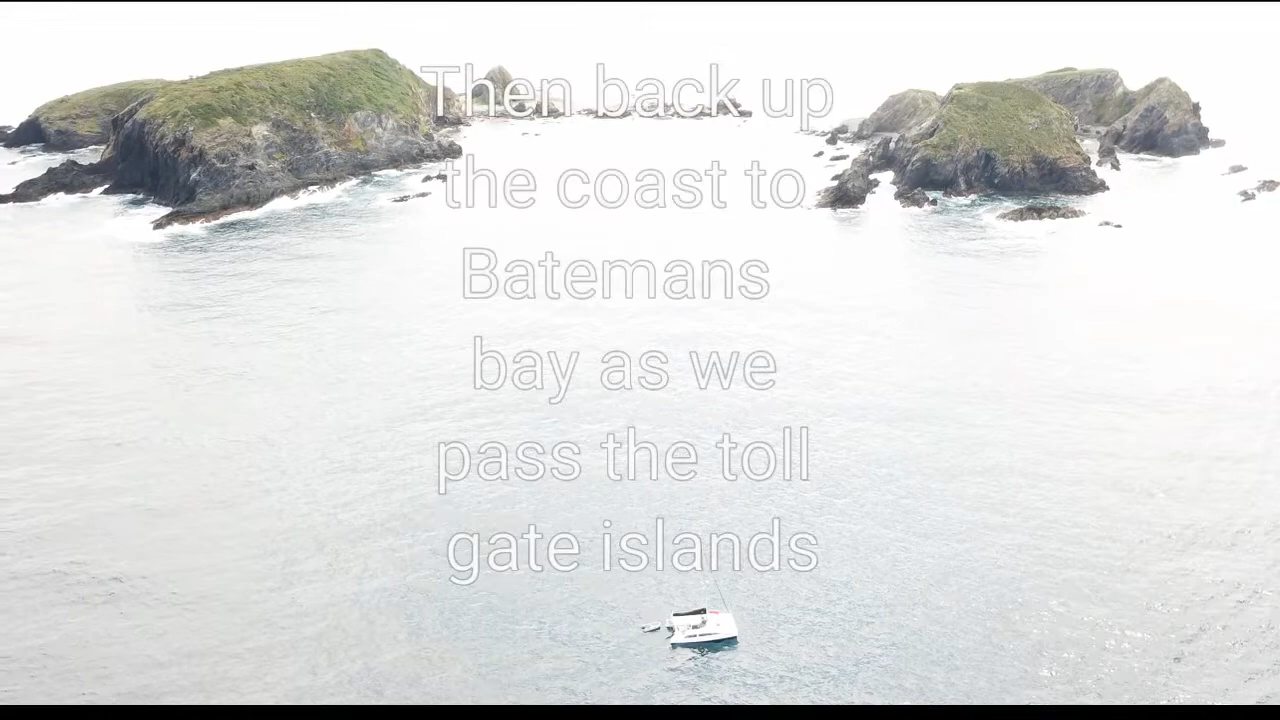 Then back up
the coast to
Batemans
bay as we
pass the toll
gate islands